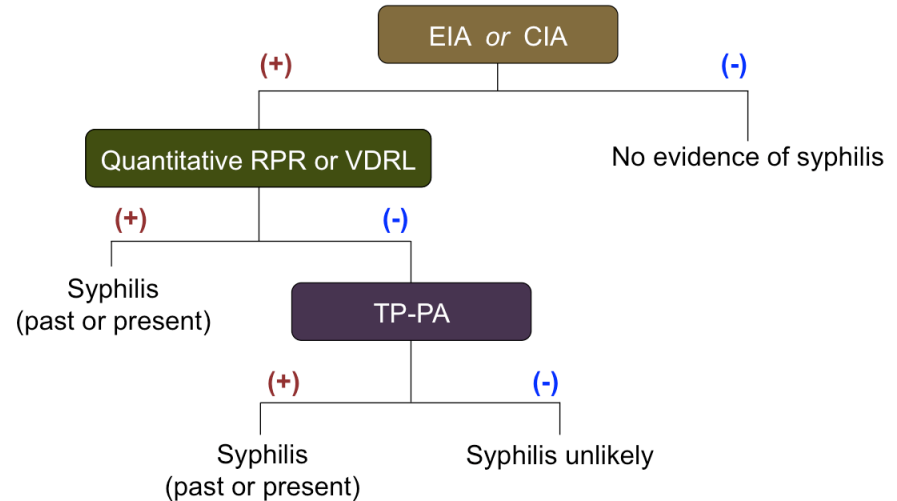 EIA or CIA
(+)
(-)
Quantitative RPR or VDRL
No evidence of syphilis
(+)
(-)
Syphilis
(past or present)
TP-PA
(+)
(-)
Syphilis
(past or present)
Syphilis unlikely